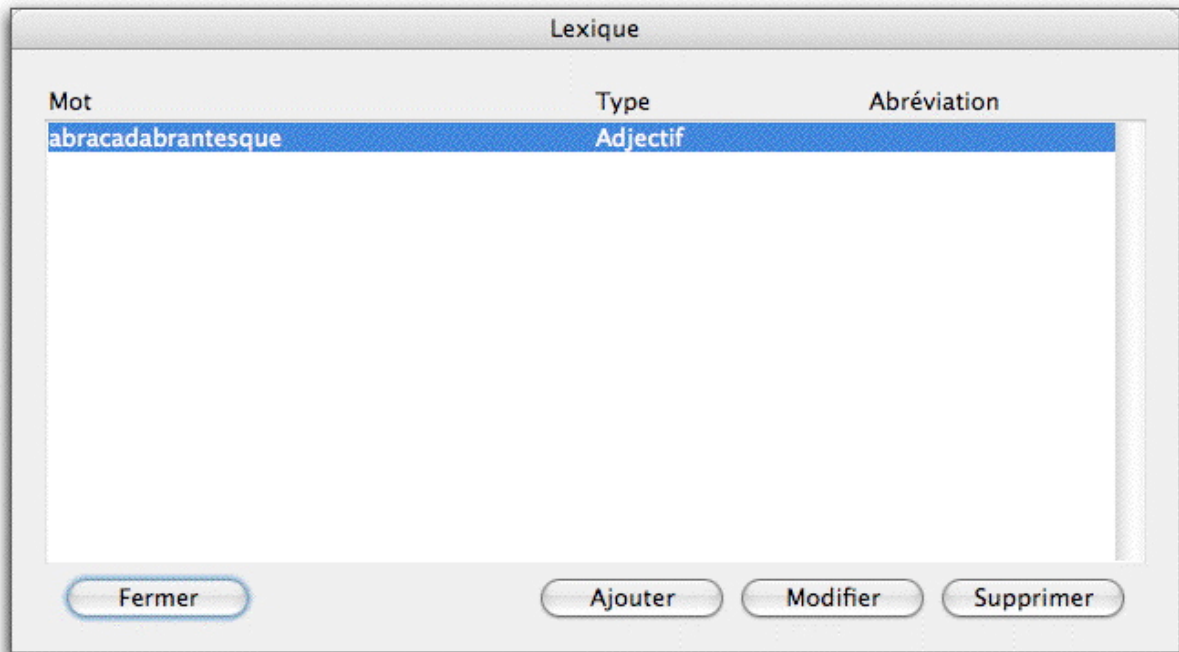 Lexique
Mot Type Abréviation
abracadabrantesque Adjectif
Fermer Ajouter Modifier Supprimer